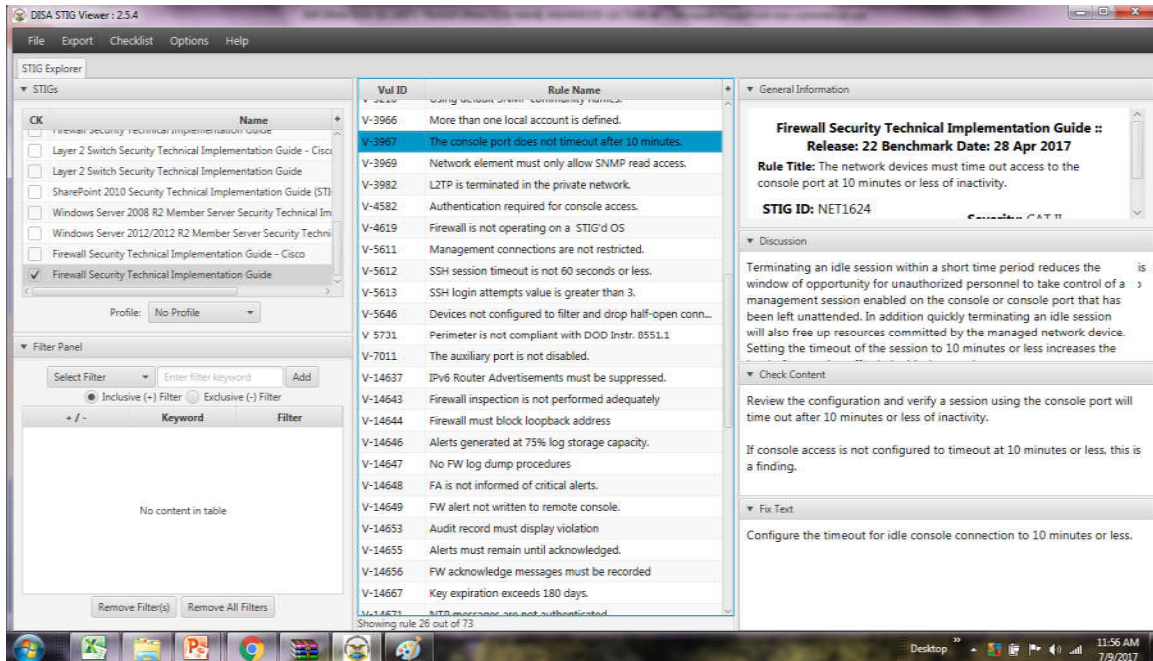 DISA STIG Viewer : 2.5.4
File Export Checklist Options Help
STIG Explorer
STIGs
CK Name
Firewall Security Technical Implementation Guide
Layer 2 Switch Security Technical Implementation Guide - Cisco
Layer 2 Switch Security Technical Implementation Guide
SharePoint 2010 Security Technical Implementation Guide (STI
Windows Server 2008 R2 Member Server Security Technical Im
Windows Server 2012/2012 R2 Member Server Security Techni
Firewall Security Technical Implementation Guide - Cisco
Firewall Security Technical Implementation Guide
Profile: No Profile
Filter Panel
Select Filter Enter filter keyword Add
Inclusive (+) Filter Exclusive (-) Filter
+ / - Keyword Filter
No content in table
Remove Filter(s) Remove All Filters
Vul ID Rule Name
V-3210 Using default SNMP community names.
V-3966 More than one local account is defined.
V-3967 The console port does not timeout after 10 minutes.
V-3969 Network element must only allow SNMP read access.
V-3982 L2TP is terminated in the private network.
V-4582 Authentication required for console access.
V-4619 Firewall is not operating on a STIG'd OS
V-5611 Management connections are not restricted.
V-5612 SSH session timeout is not 60 seconds or less.
V-5613 SSH login attempts value is greater than 3.
V-5646 Devices not configured to filter and drop half-open conn...
V-5731 Perimeter is not compliant with DOD Instr. 8551.1
V-7011 The auxiliary port is not disabled.
V-14637 IPv6 Router Advertisements must be suppressed.
V-14643 Firewall inspection is not performed adequately
V-14644 Firewall must block loopback address
V-14646 Alerts generated at 75% log storage capacity.
V-14647 No FW log dump procedures
V-14648 FA is not informed of critical alerts.
V-14649 FW alert not written to remote console.
V-14653 Audit record must display violation
V-14655 Alerts must remain until acknowledged.
V-14656 FW acknowledge messages must be recorded
V-14667 Key expiration exceeds 180 days.
V-14671 NTP messages are not authenticated
Showing rule 26 out of 73
General Information
Firewall Security Technical Implementation Guide ::
Release: 22 Benchmark Date: 28 Apr 2017
Rule Title: The network devices must time out access to the
console port at 10 minutes or less of inactivity.
STIG ID: NET1624
Severity: CAT II
Discussion
Terminating an idle session within a short time period reduces the is
window of opportunity for unauthorized personnel to take control of a
management session enabled on the console or console port that has
been left unattended. In addition quickly terminating an idle session
will also free up resources committed by the managed network device.
Setting the timeout of the session to 10 minutes or less increases the
Check Content
Review the configuration and verify a session using the console port will
time out after 10 minutes or less of inactivity.
If console access is not configured to timeout at 10 minutes or less, this is
a finding.
Fix Text
Configure the timeout for idle console connection to 10 minutes or less.
Desktop
11:56 AM
7/9/2017